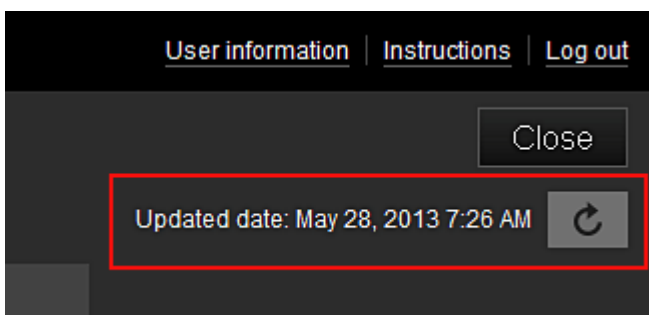 User information | Instructions | Log out
Close
Updated date: May 28, 2013 7:26 AM